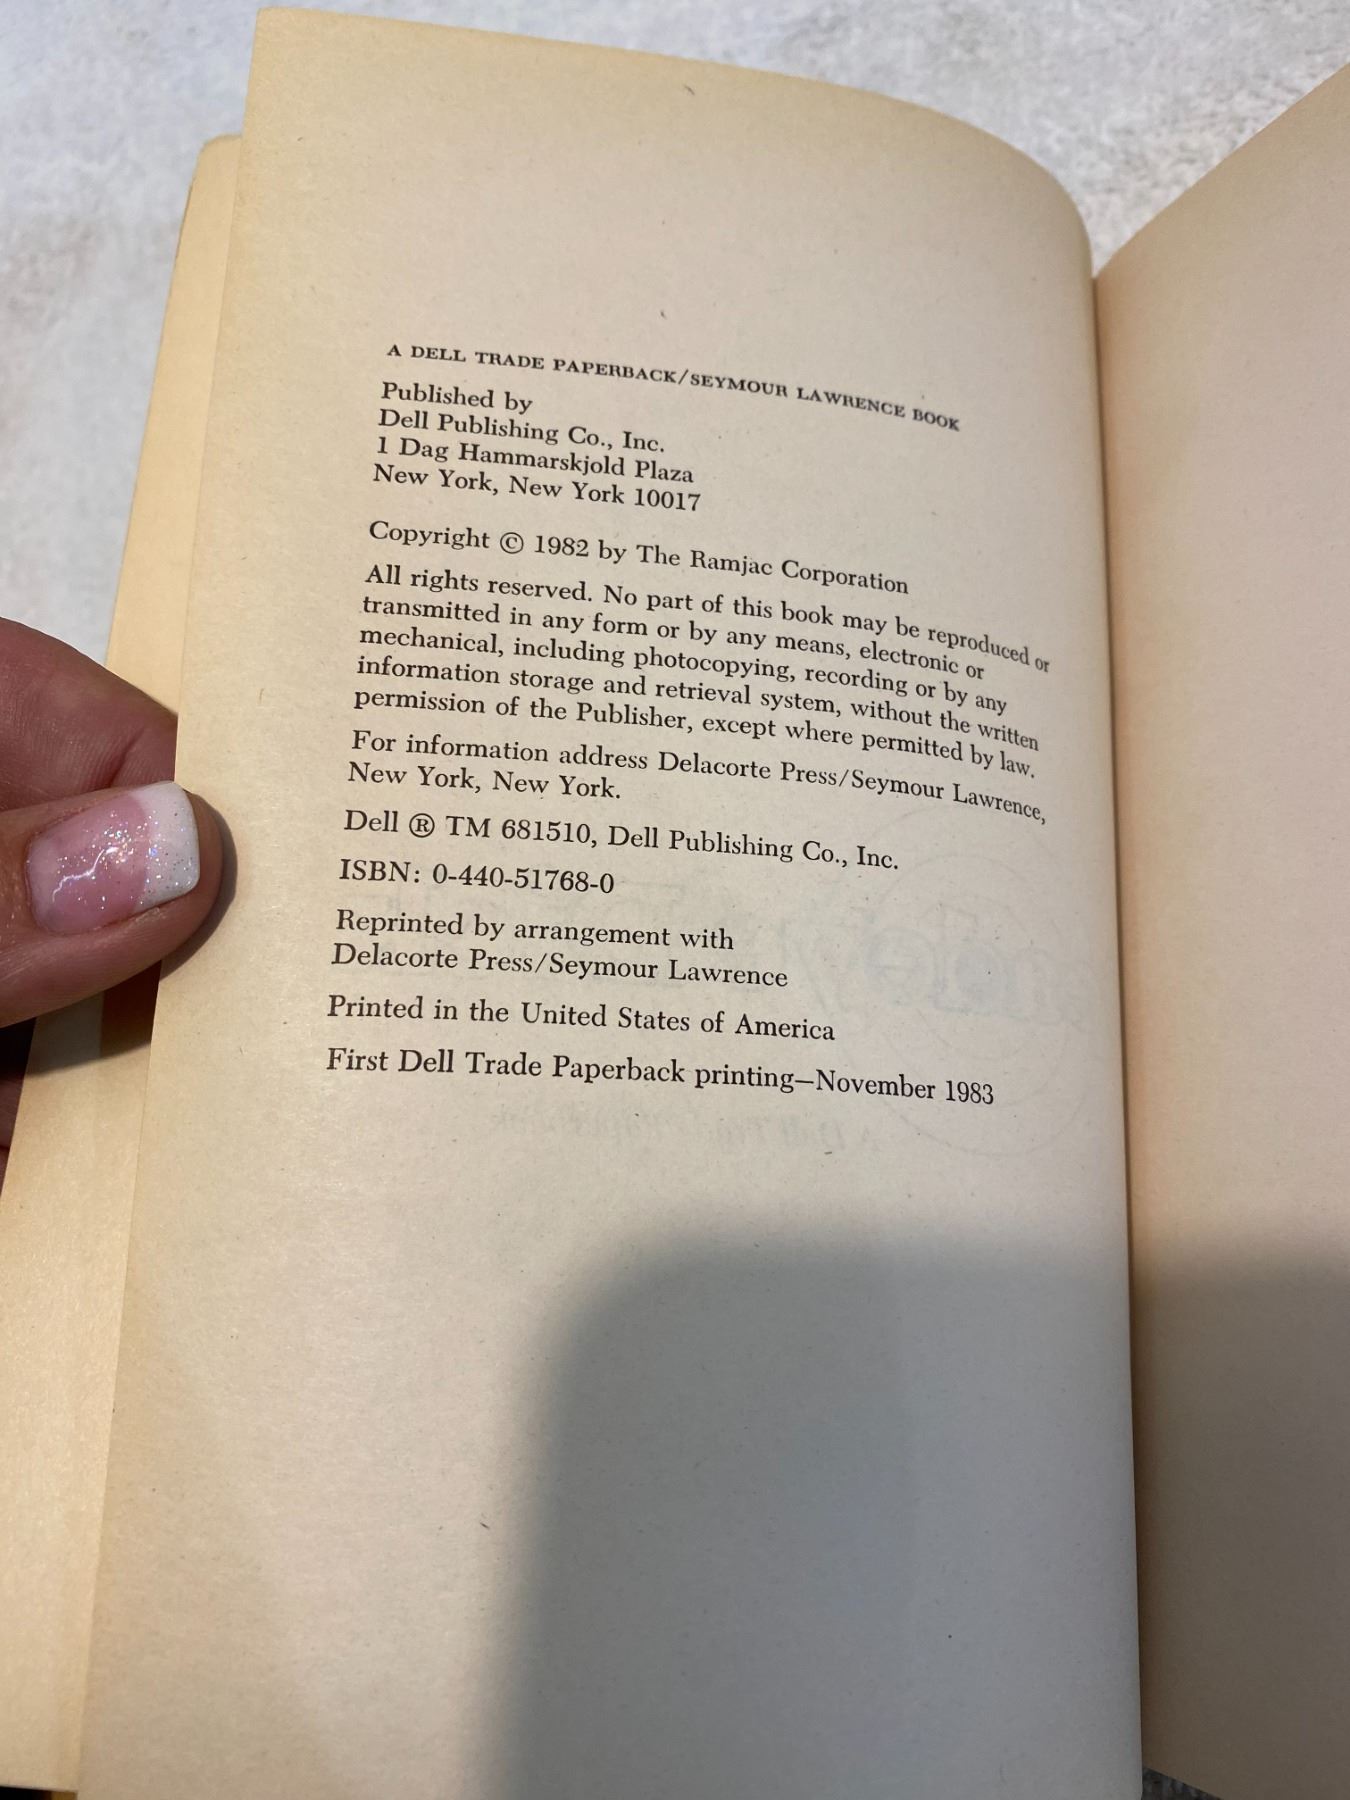 A DELL TRADE PAPERBACK/SEYMOUR LAWRENCE BOOK
Published by
Dell Publishing Co., Inc.
1 Dag Hammarskjold Plaza
New York, New York 10017
Copyright © 1982 by The Ramjac Corporation
All rights reserved. No part of this book may be reproduced or
transmitted in any form or by any means, electronic or
mechanical, including photocopying, recording or by any
information storage and retrieval system, without the written
permission of the Publisher, except where permitted by law.
For information address Delacorte Press/Seymour Lawrence,
New York, New York.
Dell ® TM 681510, Dell Publishing Co., Inc.
ISBN: 0-440-51768-0
Reprinted by arrangement with
Delacorte Press/Seymour Lawrence
Printed in the United States of America
First Dell Trade Paperback printing—November 1983